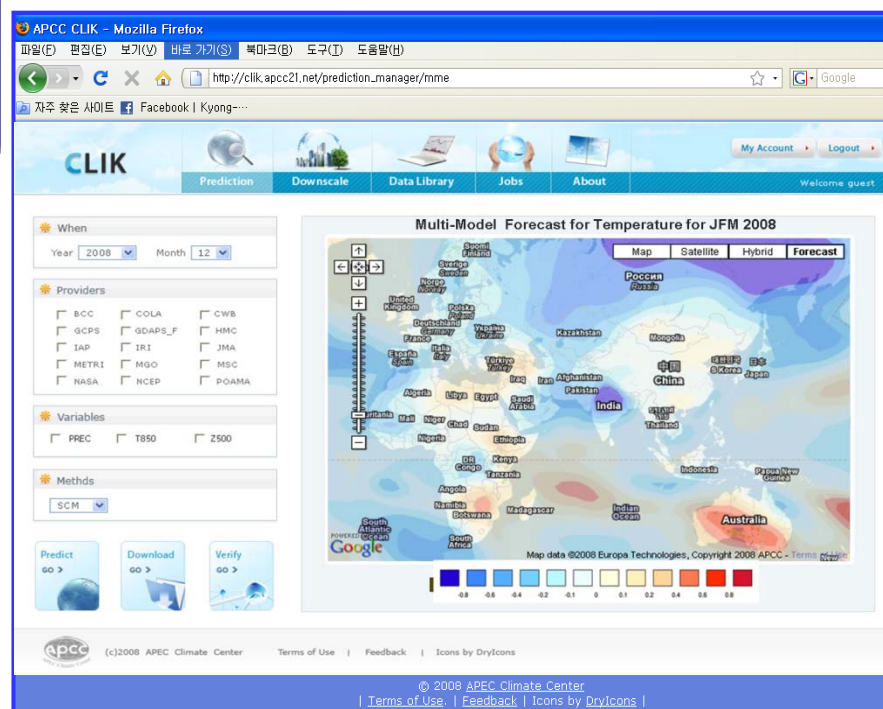 APCC CLIK - Mozilla Firefox
파일(F) 편집(E) 보기(V) 바로 가기(S) 북마크(B) 도구(T) 도움말(H)
http://clik.apcc21.net/prediction_manager/mme
Google
자주 찾은 사이트 Facebook | Kyong-…
CLIK
My Account Logout
Prediction Downscale Data Library Jobs About
Welcome guest
When
Year 2008 Month 12
Providers
BCC COLA CWB
GCPS GDAPS_F HMC
IAP IRI JMA
METRI MGO MSC
NASA NCEP POAMA
Variables
PREC T850 Z500
Methds
SCM
Predict GO >
Download GO >
Verify GO >
Multi-Model Forecast for Temperature for JFM 2008
Map Satellite Hybrid Forecast
Suomi
Finland
Sverige
Sweden
Norge
Norway
Россия
Russia
United
Kingdom
Polska
Poland
Deutschland
Germany
Україна
Ukraine
France
Italia
Italy
España
Spain
Kazakhstan
Mongolia
Türkiye
Turkey
中国
China
대한민국
S Korea
日本
Japan
Iraq Iran Afghanistan
Pakistan
Algeria Libya Egypt Saudi
Arabia
India
Thailand
uritania Mali Niger Chad Sudan
Nigeria Ethiopia
DR
Congo
Kenya
Tanzania
Indonesia
Papua New
Guinea
Angola
Namibia
Botswana
Madagascar
Indian
Ocean
Australia
South
Atlantic
Ocean
South
Africa
POWERED
Google
Map data ©2008 Europa Technologies, Copyright 2008 APCC - Terms of Use
-0.8 -0.6 -0.4 -0.2 -0.1 0 0.1 0.2 0.4 0.6 0.8
APCC
(c)2008 APEC Climate Center Terms of Use | Feedback | Icons by DryIcons
© 2008 APEC Climate Center
| Terms of Use. | Feedback | Icons by DryIcons |